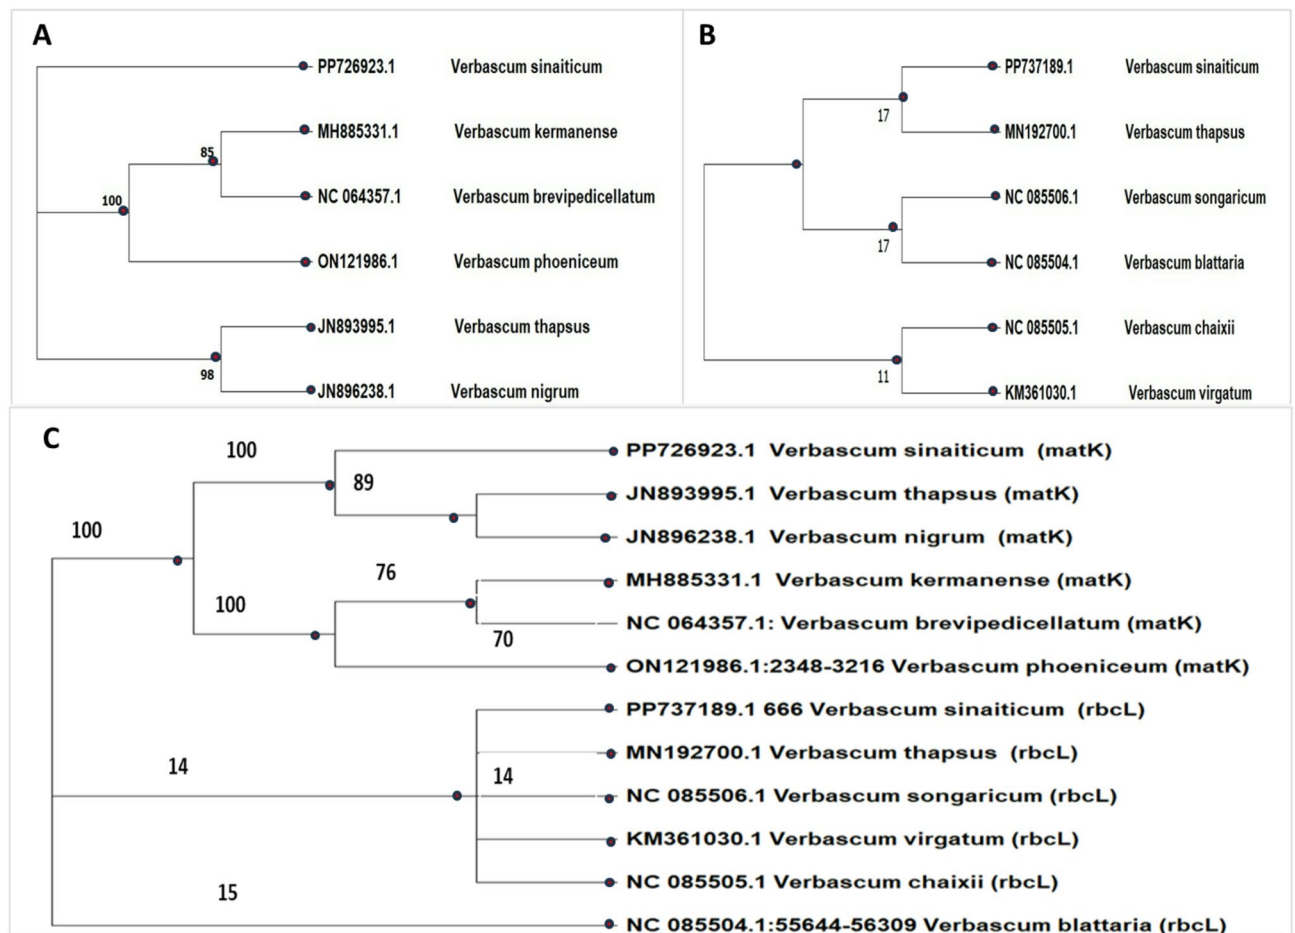 A
PP726923.1 Verbascum sinaiticum
MH885331.1 Verbascum kermanense
85
NC 064357.1 Verbascum brevipedicellatum
100
ON121986.1 Verbascum phoeniceum
JN893995.1 Verbascum thapsus
98
JN896238.1 Verbascum nigrum
B
PP737189.1 Verbascum sinaiticum
17
MN192700.1 Verbascum thapsus
NC 085506.1 Verbascum songaricum
17
NC 085504.1 Verbascum blattaria
NC 085505.1 Verbascum chaixii
11
KM361030.1 Verbascum virgatum
C
100
PP726923.1 Verbascum sinaiticum (matK)
89
JN893995.1 Verbascum thapsus (matK)
100
JN896238.1 Verbascum nigrum (matK)
76
MH885331.1 Verbascum kermanense (matK)
100
NC 064357.1: Verbascum brevipedicellatum (matK)
70
ON121986.1:2348-3216 Verbascum phoeniceum (matK)
PP737189.1 666 Verbascum sinaiticum (rbcL)
MN192700.1 Verbascum thapsus (rbcL)
14
14
NC 085506.1 Verbascum songaricum (rbcL)
KM361030.1 Verbascum virgatum (rbcL)
NC 085505.1 Verbascum chaixii (rbcL)
15
NC 085504.1:55644-56309 Verbascum blattaria (rbcL)